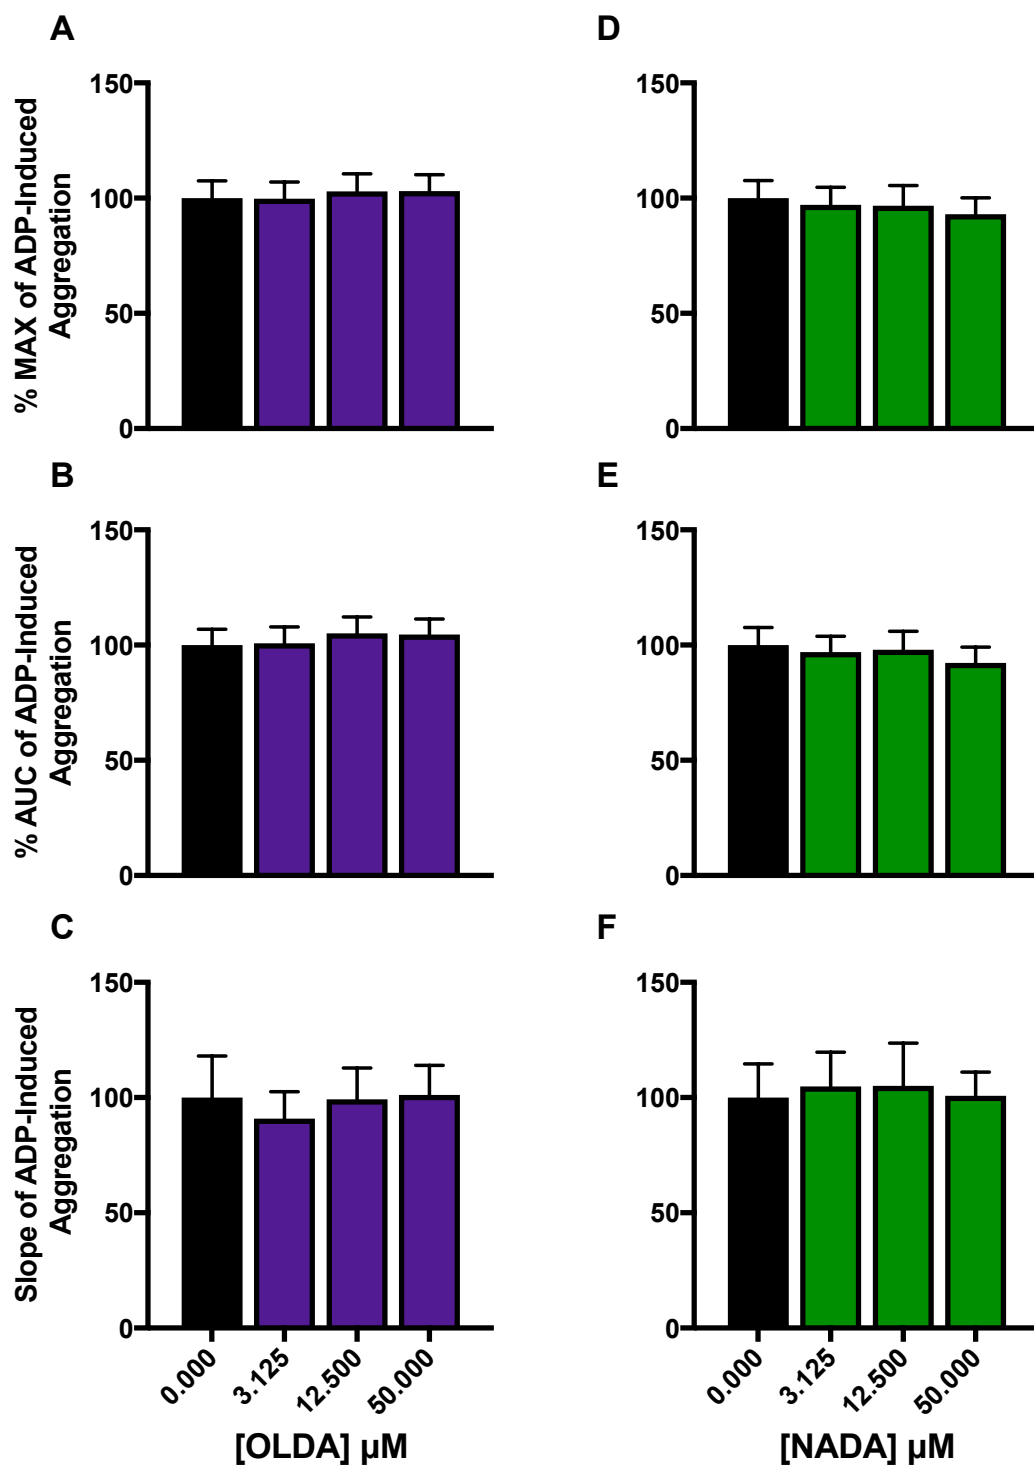 A
% MAX of ADP-Induced
Aggregation
150
100
50
0
D
150
100
50
0
B
% AUC of ADP-Induced
Aggregation
150
100
50
0
E
150
100
50
0
C
Slope of ADP-Induced
Aggregation
150
100
50
0
0.000
3.125
12.500
50.000
[OLDA] µM
F
150
100
50
0
0.000
3.125
12.500
50.000
[NADA] µM